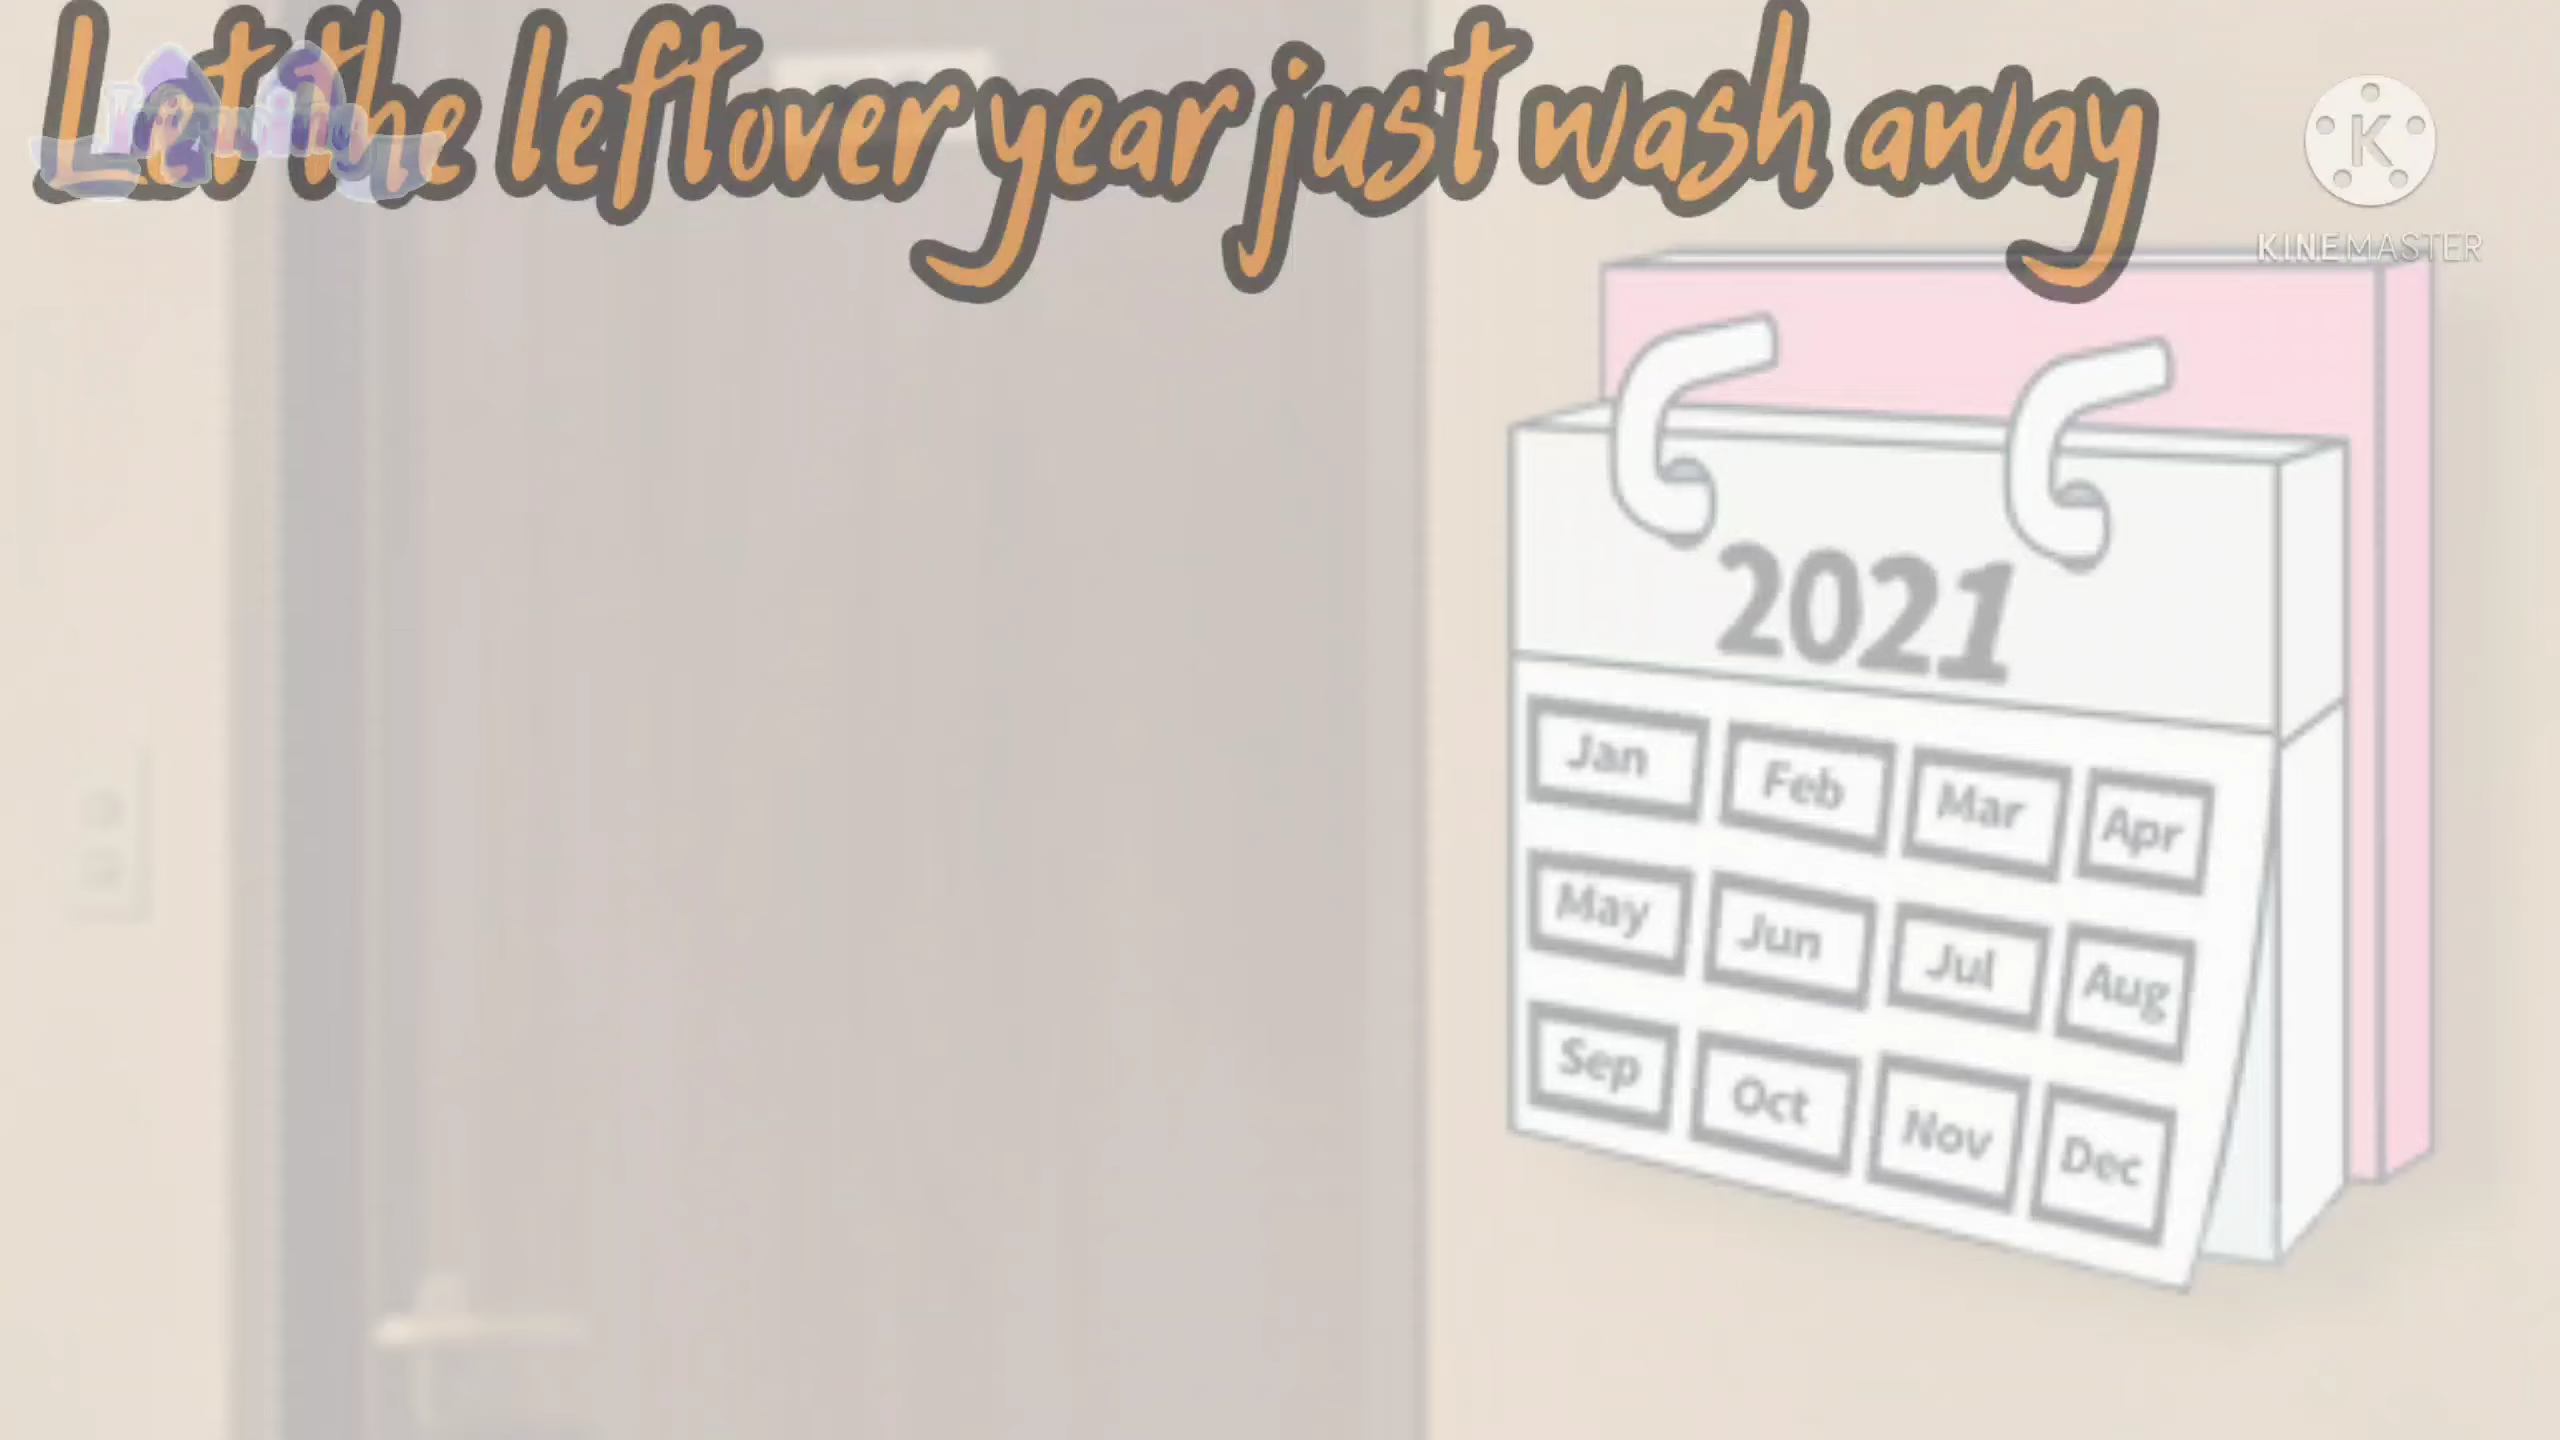 Let the leftover year just wash away
KINEMASTER
2021
Jan Feb Mar Apr
May Jun Jul Aug
Sep Oct Nov Dec